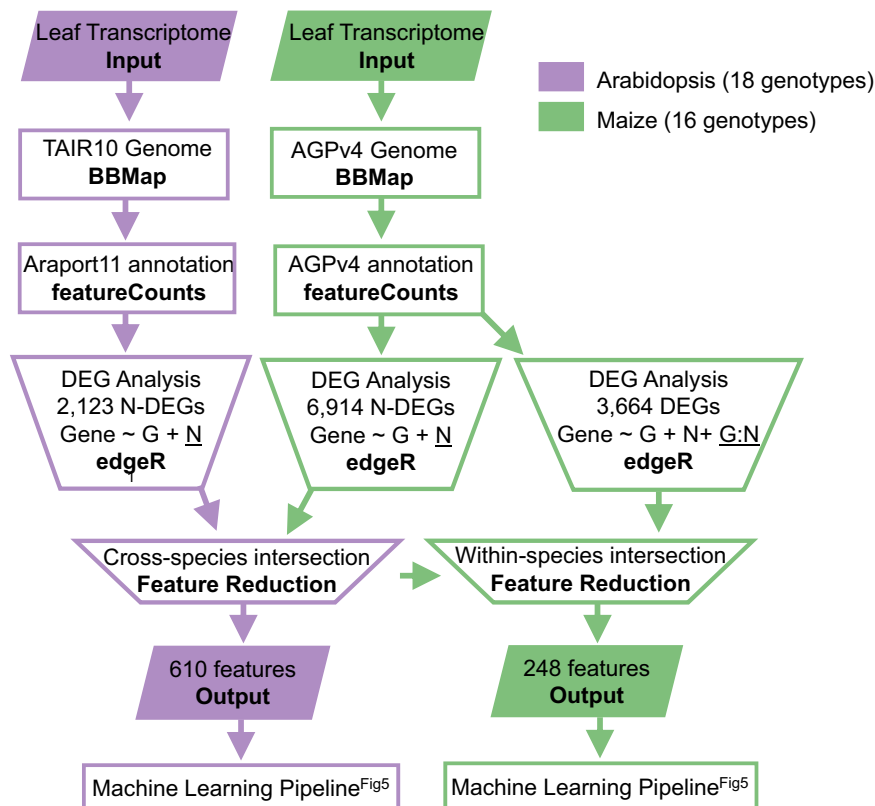 Leaf Transcriptome
Input
Leaf Transcriptome
Input
Arabidopsis (18 genotypes)
Maize (16 genotypes)
TAIR10 Genome
BBMap
AGPv4 Genome
BBMap
Araport11 annotation
featureCounts
AGPv4 annotation
featureCounts
DEG Analysis
2,123 N-DEGs
Gene ~ G + N
edgeR
DEG Analysis
6,914 N-DEGs
Gene ~ G + N
edgeR
DEG Analysis
3,664 DEGs
Gene ~ G + N+ G:N
edgeR
Cross-species intersection
Feature Reduction
Within-species intersection
Feature Reduction
610 features
Output
248 features
Output
Machine Learning PipelineFig5
Machine Learning PipelineFig5